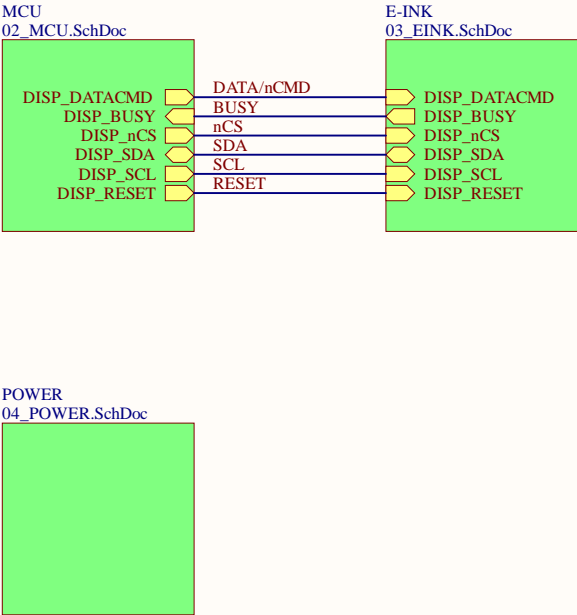 MCU
02_MCU.SchDoc
E-INK
03_EINK.SchDoc
DISP_DATACMD
DATA/nCMD
DISP_DATACMD
DISP_BUSY
BUSY
DISP_BUSY
DISP_nCS
nCS
DISP_nCS
DISP_SDA
SDA
DISP_SDA
DISP_SCL
SCL
DISP_SCL
DISP_RESET
RESET
DISP_RESET
POWER
04_POWER.SchDoc